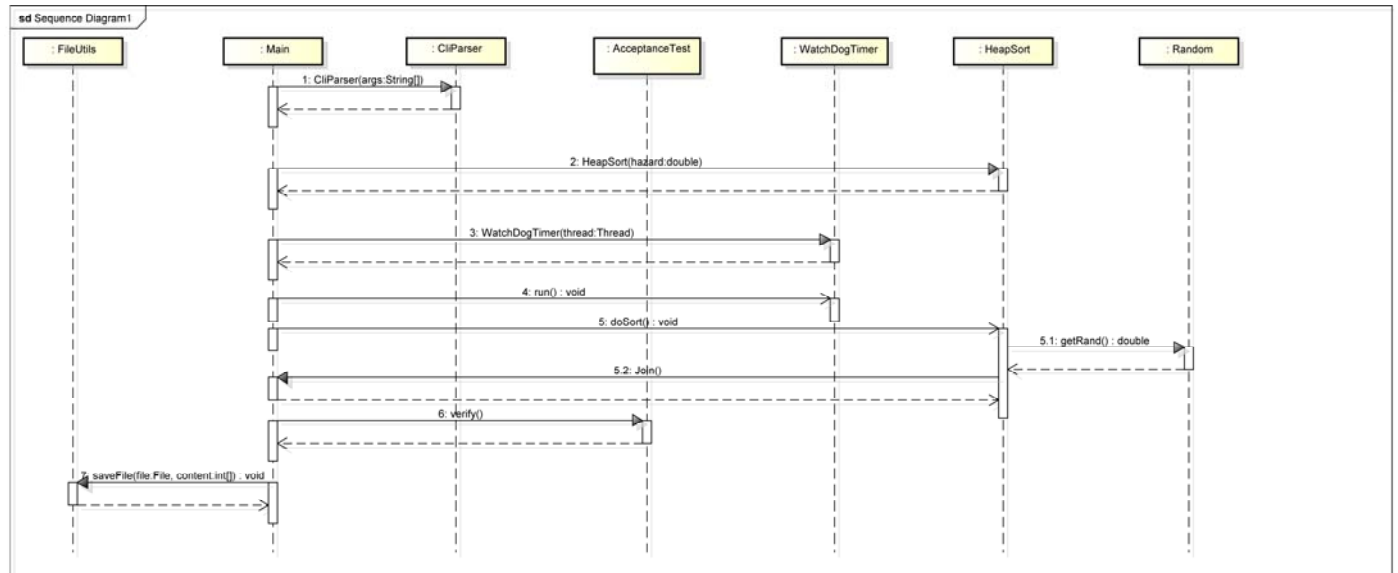 sd Sequence Diagram1
: FileUtils
: Main
: CliParser
: AcceptanceTest
: WatchDogTimer
: HeapSort
: Random
1: CliParser(args:String[])
2: HeapSort(hazard:double)
3: WatchDogTimer(thread:Thread)
4: run() : void
5: doSort() : void
5.1: getRand() : double
5.2: Join()
6: verify()
7: saveFile(file:File, content:int[]) : void